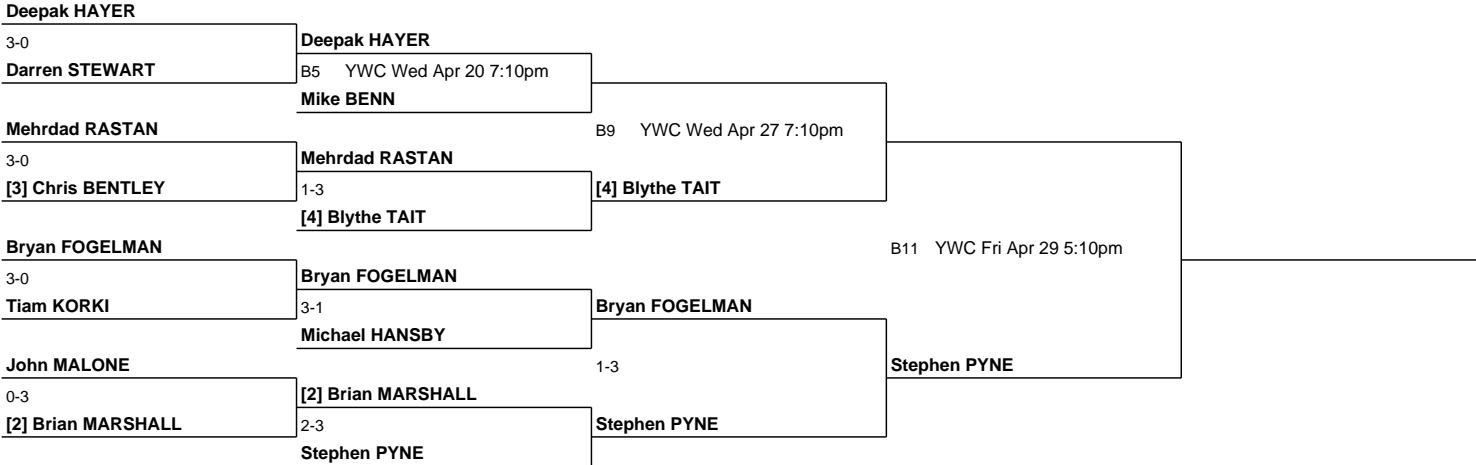 Deepak HAYER
3-0
Deepak HAYER
Darren STEWART
B5 YWC Wed Apr 20 7:10pm
Mike BENN
Mehrdad RASTAN
B9 YWC Wed Apr 27 7:10pm
3-0
Mehrdad RASTAN
[3] Chris BENTLEY
1-3
[4] Blythe TAIT
[4] Blythe TAIT
Bryan FOGELMAN
B11 YWC Fri Apr 29 5:10pm
3-0
Bryan FOGELMAN
Tiam KORKI
3-1
Bryan FOGELMAN
Michael HANSBY
John MALONE
1-3
Stephen PYNE
0-3
[2] Brian MARSHALL
[2] Brian MARSHALL
2-3
Stephen PYNE
Stephen PYNE